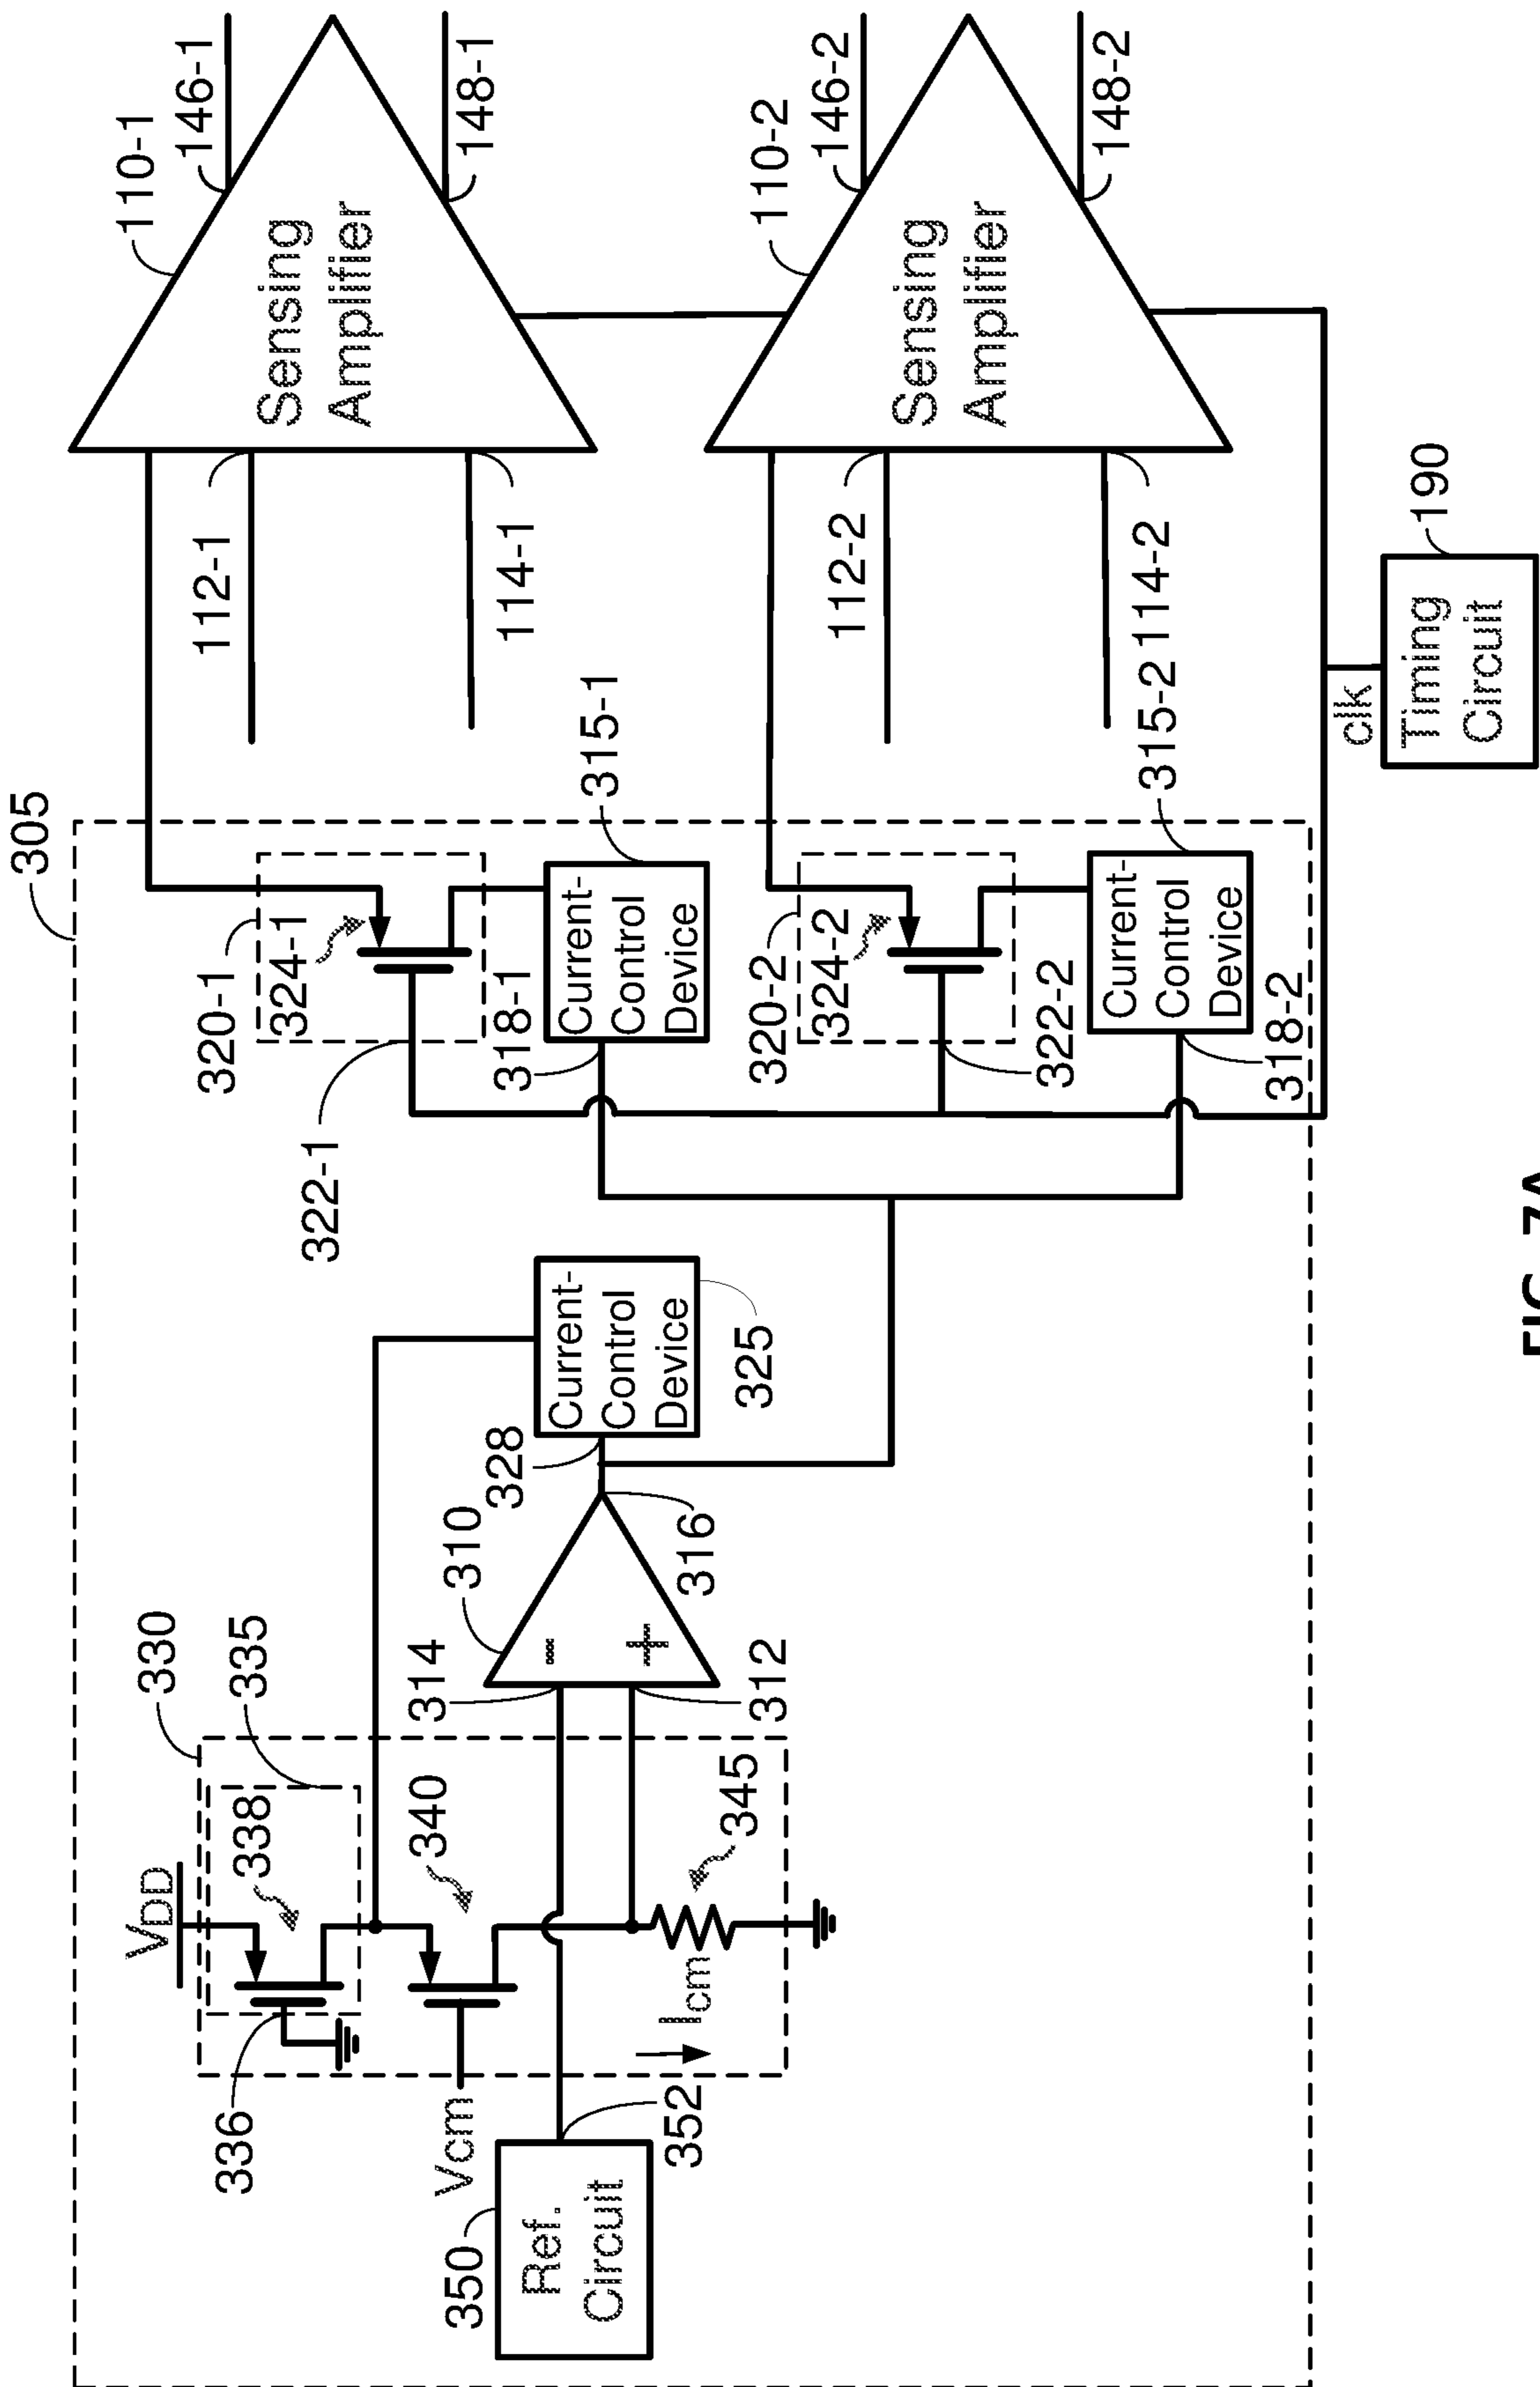 305
110-1
146-1
Sensing
Amplifier
148-1
112-1
114-1
320-1
324-1
322-1
318-1
Current-
Control
Device
315-1
110-2
146-2
Sensing
Amplifier
148-2
112-2
114-2
320-2
324-2
322-2
Current-
Control
Device
315-2
318-2
clk
Timing
Circuit
190
330
335
VDD
338
336
340
Vcm
Icm
345
314
310
-
+
312
316
328
Current-
Control
Device
325
350
Ref.
Circuit
352
FIG. 7A